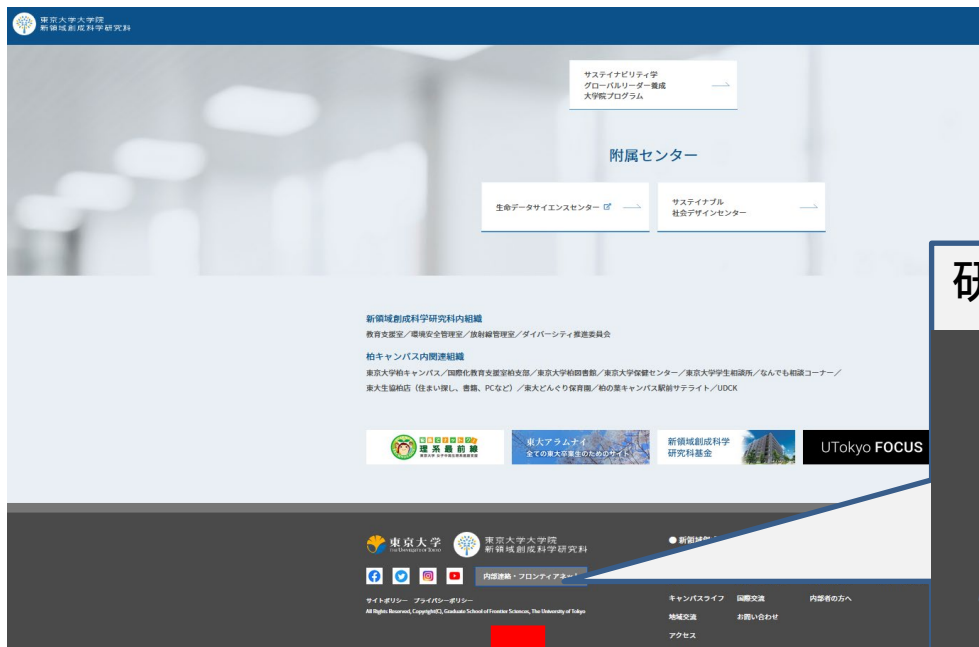 東京大学大学院
新領域創成科学研究科
サステイナビリティ学
グローバルリーダー養成
大学院プログラム
附属センター
生命データサイエンスセンター
サステイナブル
社会デザインセンター
研
新領域創成科学研究科内組織
教育支援室／環境安全管理室／放射線管理室／ダイバーシティ推進委員会
柏キャンパス内関連組織
東京大学柏キャンパス／国際化教育支援室柏支部／東京大学柏図書館／東京大学保健センター／東京大学学生相談所／なんでも相談コーナー／
東大生協柏店（住まい探し、書籍、PCなど）／東大どんぐり保育園／柏の葉キャンパス駅前サテライト／UDCK
理系最前線
東大アラムナイ
全ての東大卒業生のためのサイト
新領域創成科学
研究科基金
UTokyo FOCUS
東京大学
The University of Tokyo
東京大学大学院
新領域創成科学研究科
● 新領域
内部連絡・フロンティアネ
サイトポリシー プライバシーポリシー
All Rights Reserved, Copyright(C), Graduate School of Frontier Sciences, The University of Tokyo
キャンパスライフ 国際交流 内部者の方へ
地域交流 お問い合わせ
アクセス